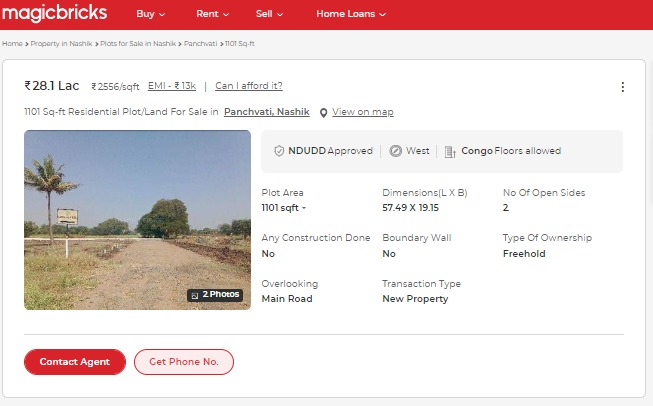 magicbricks
Buy Rent Sell Home Loans
Home > Property in Nashik > Plots for Sale in Nashik > Panchvati > 1101 Sq-ft
₹28.1 Lac ₹2556/sqft EMI - ₹ 13k | Can I afford it?
1101 Sq-ft Residential Plot/Land For Sale in Panchvati, Nashik View on map
NDUDD Approved West Congo Floors allowed
Plot Area Dimensions(L X B) No Of Open Sides
1101 sqft 57.49 X 19.15 2
Any Construction Done Boundary Wall Type Of Ownership
No No Freehold
Overlooking Transaction Type
Main Road New Property
2 Photos
Contact Agent Get Phone No.